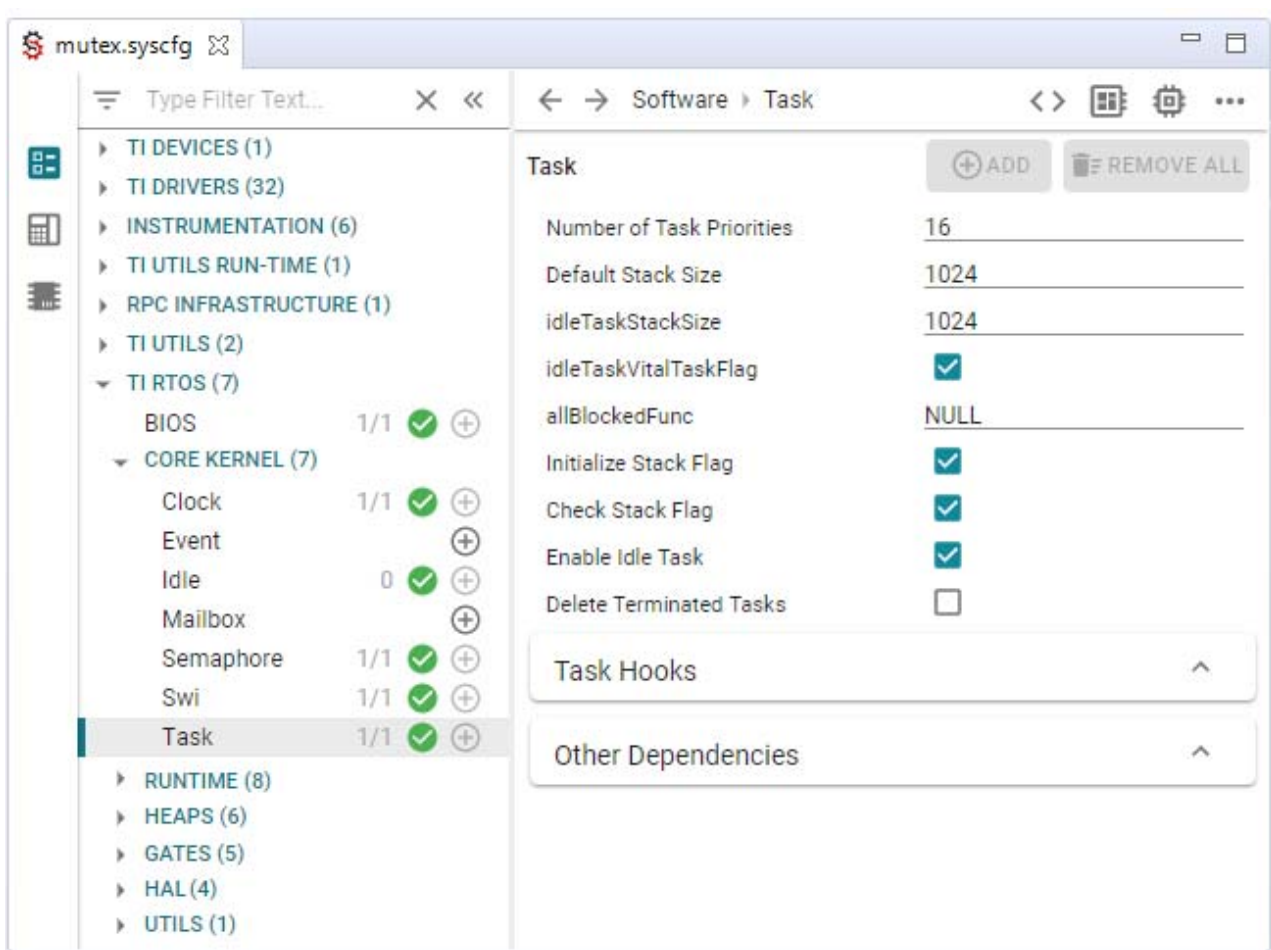 mutex.syscfg
Type Filter Text...
TI DEVICES (1)
TI DRIVERS (32)
INSTRUMENTATION (6)
TI UTILS RUN-TIME (1)
RPC INFRASTRUCTURE (1)
TI UTILS (2)
TI RTOS (7)
BIOS 1/1
CORE KERNEL (7)
Clock 1/1
Event
Idle 0
Mailbox
Semaphore 1/1
Swi 1/1
Task 1/1
RUNTIME (8)
HEAPS (6)
GATES (5)
HAL (4)
UTILS (1)
Software Task
Task ADD REMOVE ALL
Number of Task Priorities 16
Default Stack Size 1024
idleTaskStackSize 1024
idleTaskVitalTaskFlag
allBlockedFunc NULL
Initialize Stack Flag
Check Stack Flag
Enable Idle Task
Delete Terminated Tasks
Task Hooks
Other Dependencies